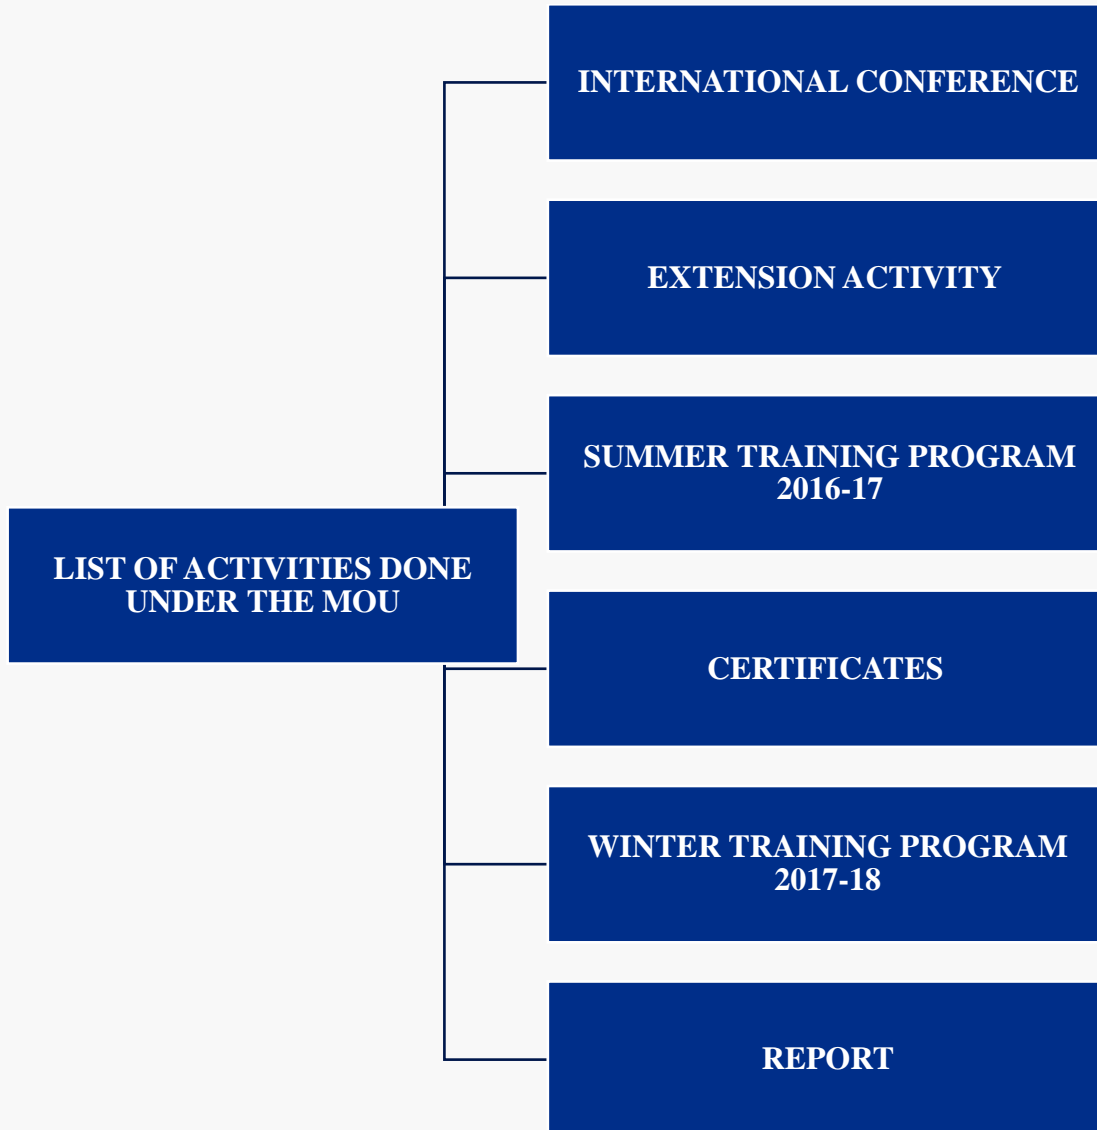 INTERNATIONAL CONFERENCE
EXTENSION ACTIVITY
SUMMER TRAINING PROGRAM
2016-17
LIST OF ACTIVITIES DONE
UNDER THE MOU
CERTIFICATES
WINTER TRAINING PROGRAM
2017-18
REPORT